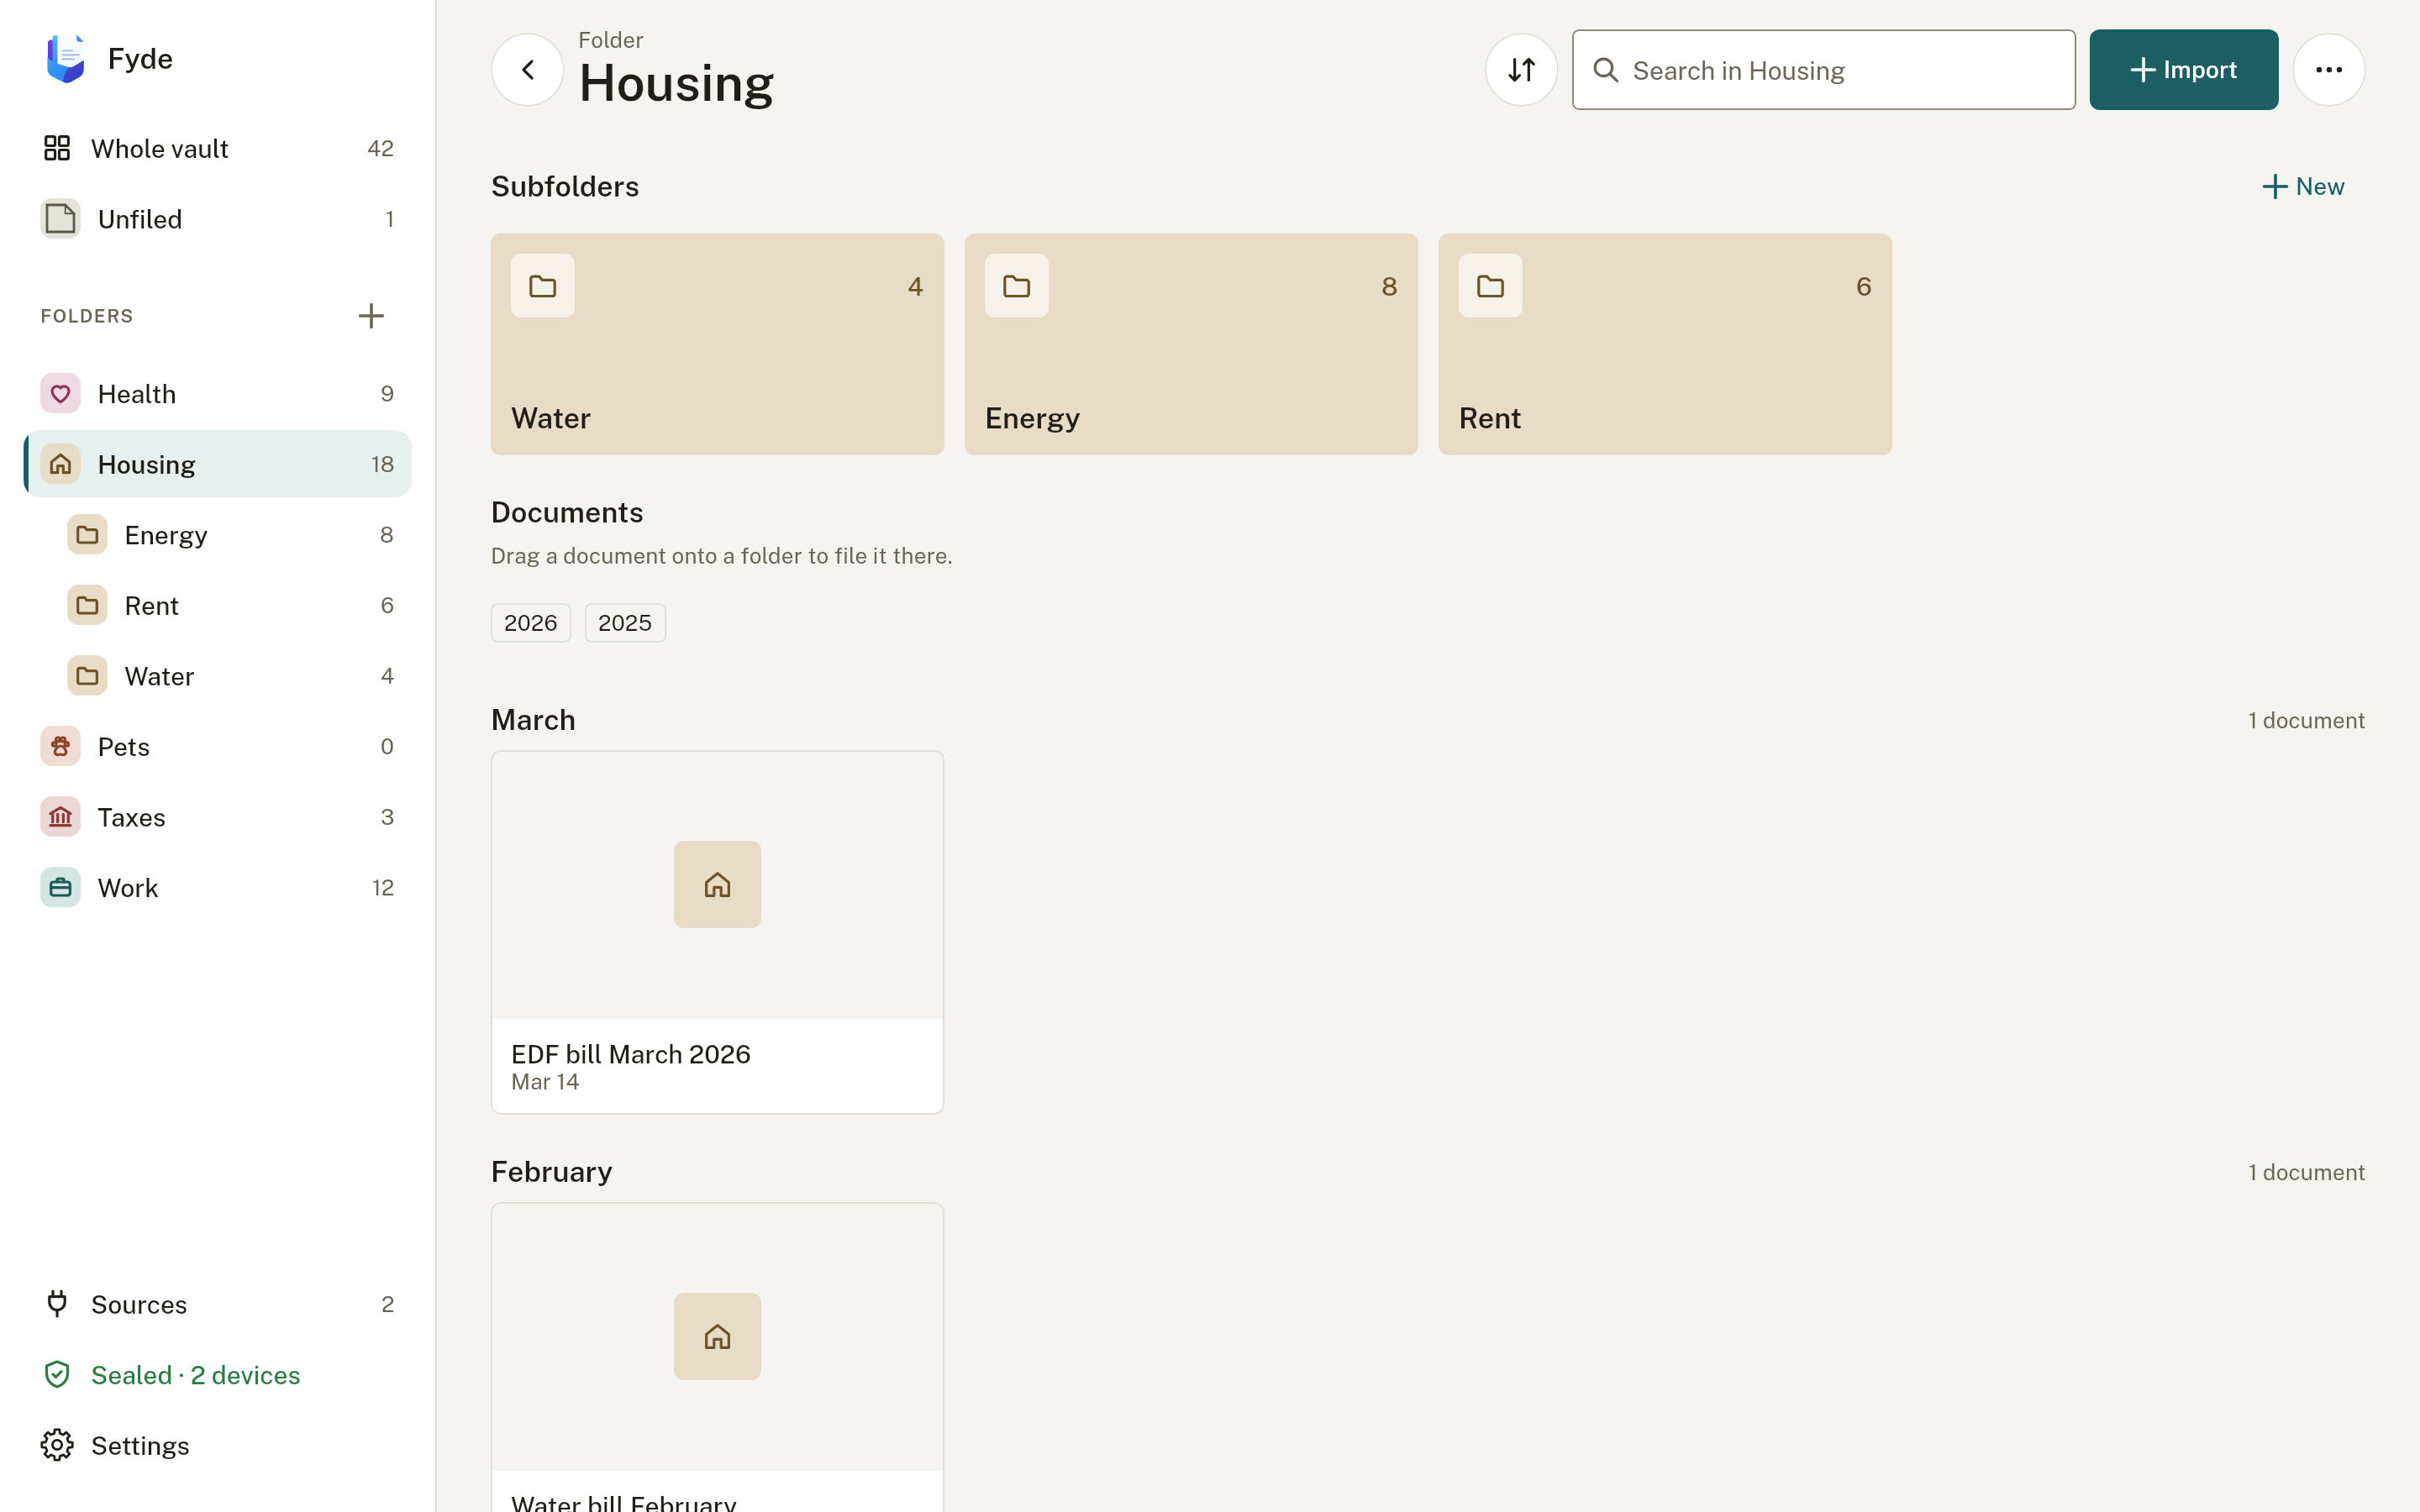 Fyde
Whole vault 42
Unfiled 1
FOLDERS
Health 9
Housing 18
Energy 8
Rent 6
Water 4
Pets 0
Taxes 3
Work 12
Sources 2
Sealed · 2 devices
Settings
Folder
Housing
Search in Housing
Import
Subfolders
New
4
Water
8
Energy
6
Rent
Documents
Drag a document onto a folder to file it there.
2026 2025
March 1 document
EDF bill March 2026
Mar 14
February 1 document
Water bill February